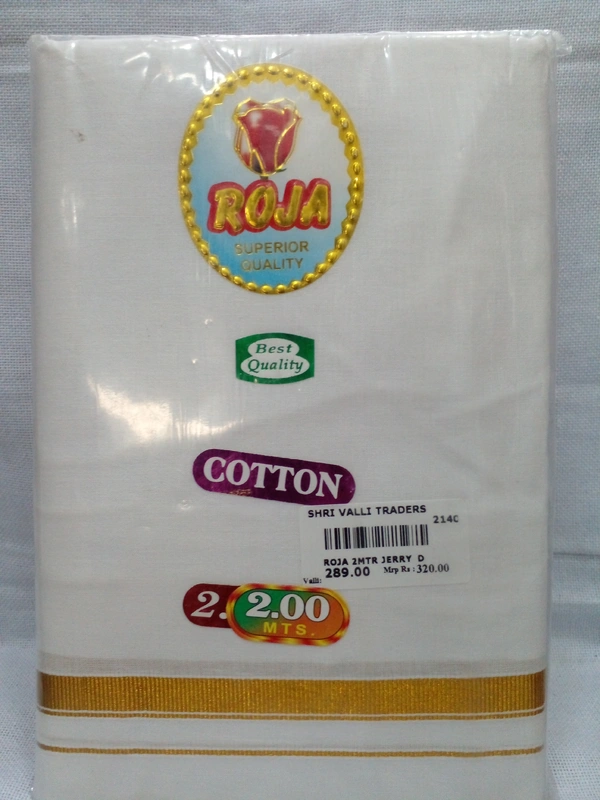 ROJA
SUPERIOR
QUALITY
Best
Quality
COTTON
SHRI VALLI TRADERS
214C
ROJA 2MTR JERRY D
Valli: 289.00 Mrp Rs : 320.00
2. 2.00
MTS.